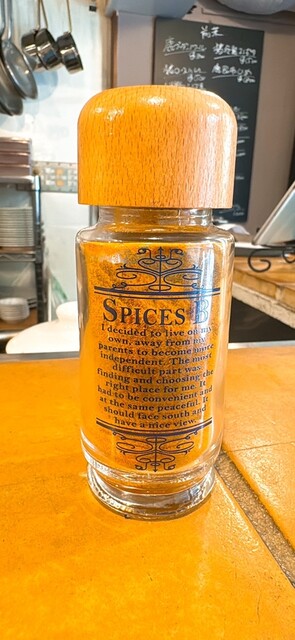 SPICES B
I decided to live on my
own, away from my
parents to become more
independent. The most
difficult part was
finding and choosing the
right place for me. It
had to be convenient and
at the same peaceful. It
should face south and
have a nice view.